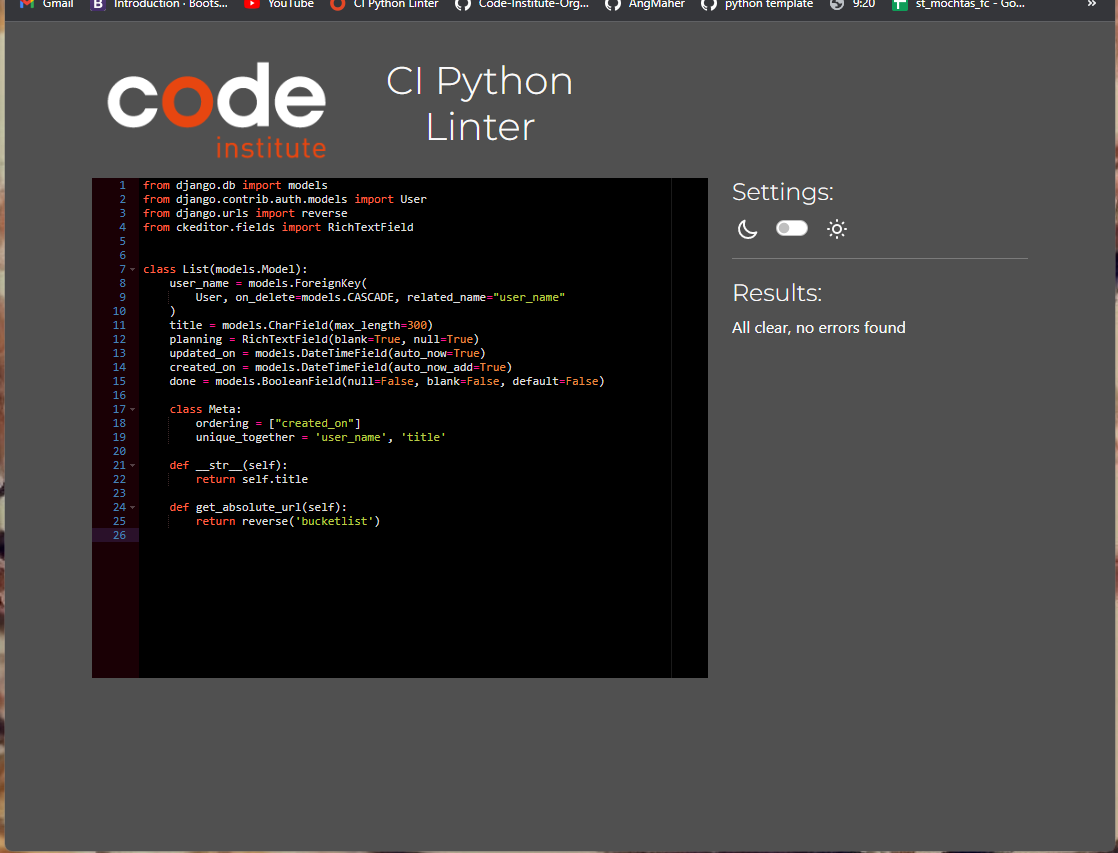 Gmail
B Introduction · Boots...
YouTube
CI Python Linter
Code-Institute-Org...
AngMaher
python template
9:20
st_mochtas_fc - Go...
»
code
institute
CI Python
Linter
1 from django.db import models
2 from django.contrib.auth.models import User
3 from django.urls import reverse
4 from ckeditor.fields import RichTextField
5
6
7 class List(models.Model):
8     user_name = models.ForeignKey(
9         User, on_delete=models.CASCADE, related_name="user_name"
10     )
11     title = models.CharField(max_length=300)
12     planning = RichTextField(blank=True, null=True)
13     updated_on = models.DateTimeField(auto_now=True)
14     created_on = models.DateTimeField(auto_now_add=True)
15     done = models.BooleanField(null=False, blank=False, default=False)
16
17     class Meta:
18         ordering = ["created_on"]
19         unique_together = 'user_name', 'title'
20
21     def __str__(self):
22         return self.title
23
24     def get_absolute_url(self):
25         return reverse('bucketlist')
26
Settings:
Results:
All clear, no errors found